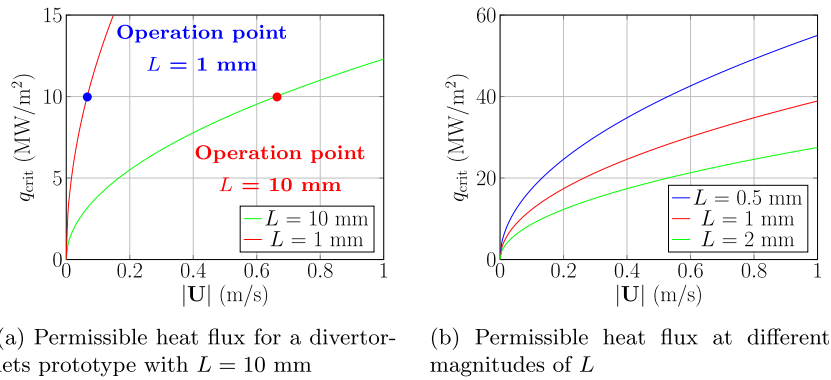 15
10
5
0
0
0.2
0.4
0.6
0.8
1
q_crit (MW/m²)
|U| (m/s)
Operation point
L = 1 mm
Operation point
L = 10 mm
L = 10 mm
L = 1 mm
60
40
20
0
0
0.2
0.4
0.6
0.8
1
q_crit (MW/m²)
|U| (m/s)
L = 0.5 mm
L = 1 mm
L = 2 mm
(a) Permissible heat flux for a divertor-
lets prototype with L = 10 mm
(b) Permissible heat flux at different
magnitudes of L